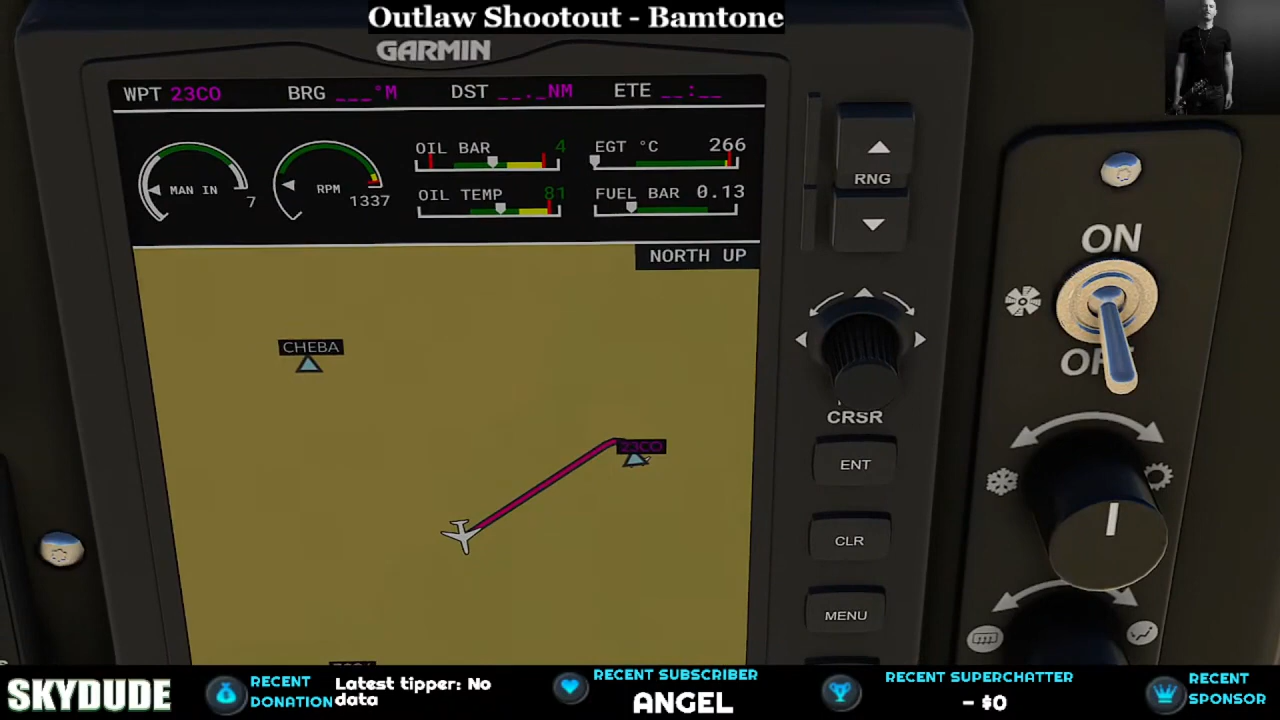 Outlaw Shootout - Bamtone
GARMIN
WPT 23CO BRG ___°M DST __._NM ETE __:__
MAN IN 7
RPM 1337
OIL BAR 4
OIL TEMP 81
EGT °C 266
FUEL BAR 0.13
NORTH UP
CHEBA
23CO
RNG
CRSR
ENT
CLR
MENU
ON
OFF
SKYDUDE
RECENT DONATION
Latest tipper: No data
RECENT SUBSCRIBER
ANGEL
RECENT SUPERCHATTER
- $0
RECENT SPONSOR